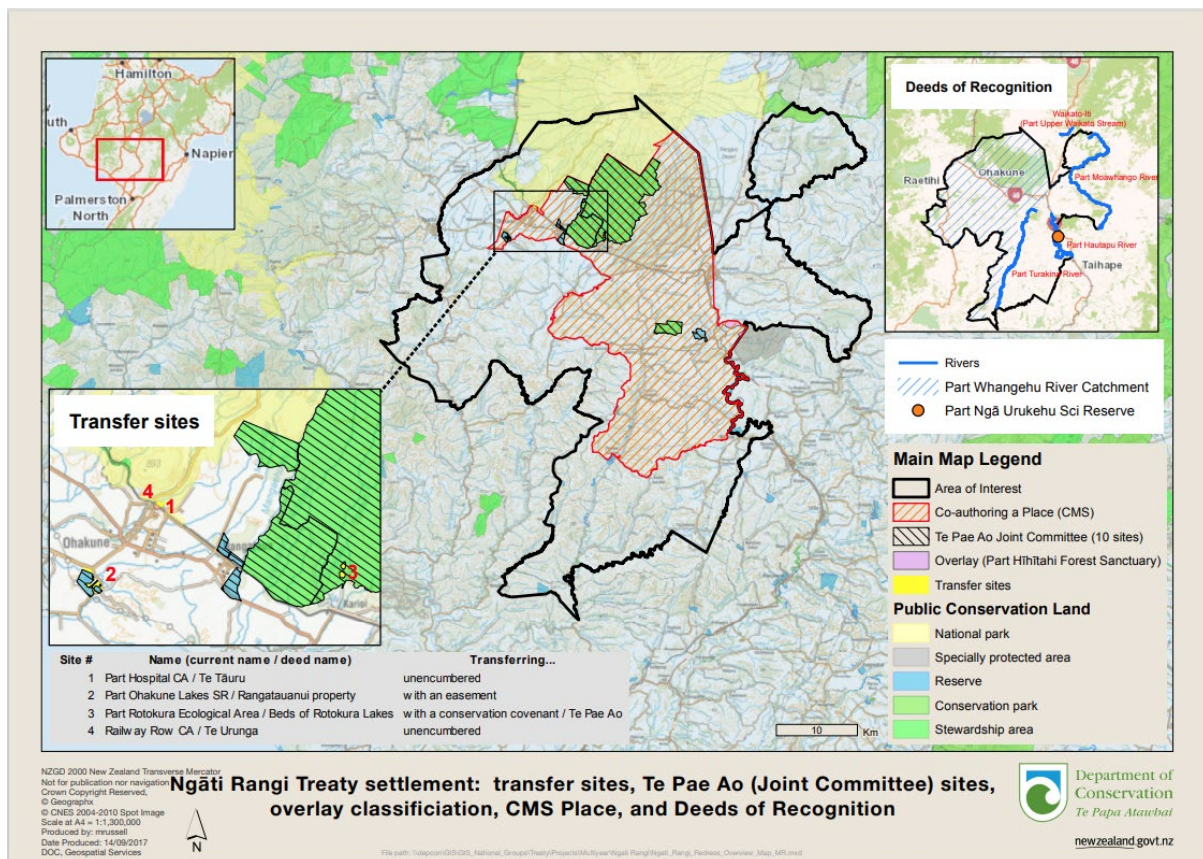 Hamilton
Napier
Palmerston
North
Deeds of Recognition
Waikato-Iti
(Part Upper Waikato Stream)
Ohakune
Raetihi
Part Moawhango River
Part Hautapu River
Taihape
Part Turakina River
Rivers
Part Whangehu River Catchment
Part Ngā Urukehu Sci Reserve
Main Map Legend
Area of Interest
Co-authoring a Place (CMS)
Te Pae Ao Joint Committee (10 sites)
Overlay (Part Hīhītahi Forest Sanctuary)
Transfer sites
Public Conservation Land
National park
Specially protected area
Reserve
Conservation park
Stewardship area
Transfer sites
4
1
Ohakune
2
3
Karioi
Site # Name (current name / deed name) Transferring...
1 Part Hospital CA / Te Tāuru unencumbered
2 Part Ohakune Lakes SR / Rangatauanui property with an easement
3 Part Rotokura Ecological Area / Beds of Rotokura Lakes with a conservation covenant / Te Pae Ao
4 Railway Row CA / Te Urunga unencumbered
10 Km
NZGD 2000 New Zealand Transverse Mercator
Not for publication nor navigation
Crown Copyright Reserved,
© Geographx
© CNES 2004-2010 Spot Image
Scale at A4 = 1:1,300,000
Produced by: mrussell
Date Produced: 14/09/2017
DOC, Geospatial Services
N
Ngāti Rangi Treaty settlement: transfer sites, Te Pae Ao (Joint Committee) sites,
overlay classificiation, CMS Place, and Deeds of Recognition
Department of
Conservation
Te Papa Atawhai
newzealand.govt.nz